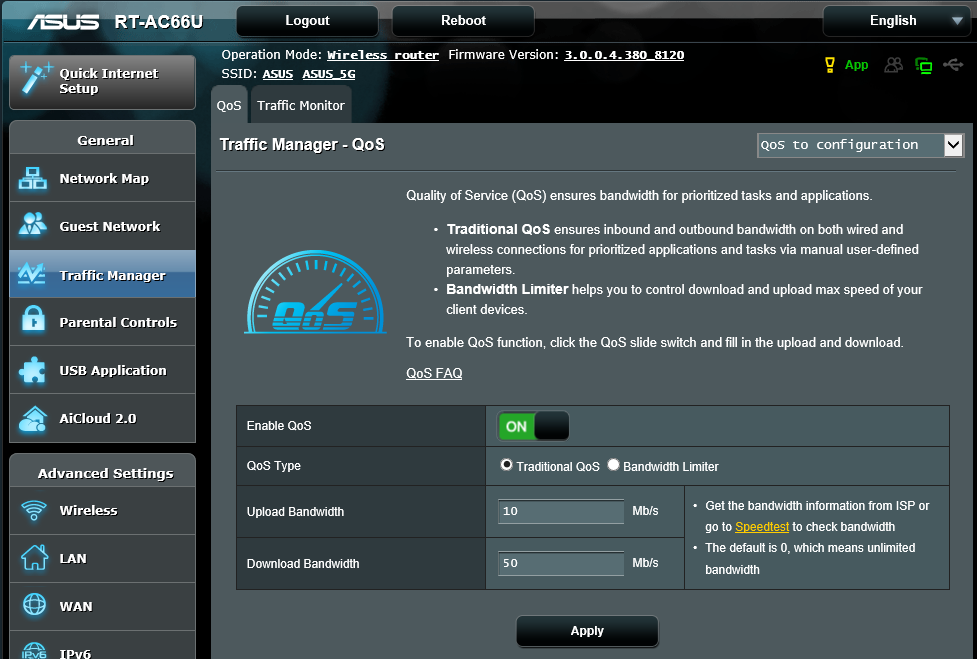 ASUS RT-AC66U Logout Reboot English
Operation Mode: Wireless router Firmware Version: 3.0.0.4.380_8120
SSID: ASUS ASUS_5G
App
Quick Internet
Setup
General
Network Map
Guest Network
Traffic Manager
Parental Controls
USB Application
AiCloud 2.0
Advanced Settings
Wireless
LAN
WAN
IPv6
IPv6
QoS Traffic Monitor
Traffic Manager - QoS
QoS to configuration
QoS
Quality of Service (QoS) ensures bandwidth for prioritized tasks and applications.
• Traditional QoS ensures inbound and outbound bandwidth on both wired and
wireless connections for prioritized applications and tasks via manual user-defined
parameters.
• Bandwidth Limiter helps you to control download and upload max speed of your
client devices.
To enable QoS function, click the QoS slide switch and fill in the upload and download.
QoS FAQ
Enable QoS ON
QoS Type Traditional QoS Bandwidth Limiter
Upload Bandwidth 10 Mb/s
Download Bandwidth 50 Mb/s
• Get the bandwidth information from ISP or
go to Speedtest to check bandwidth
• The default is 0, which means unlimited
bandwidth
Apply